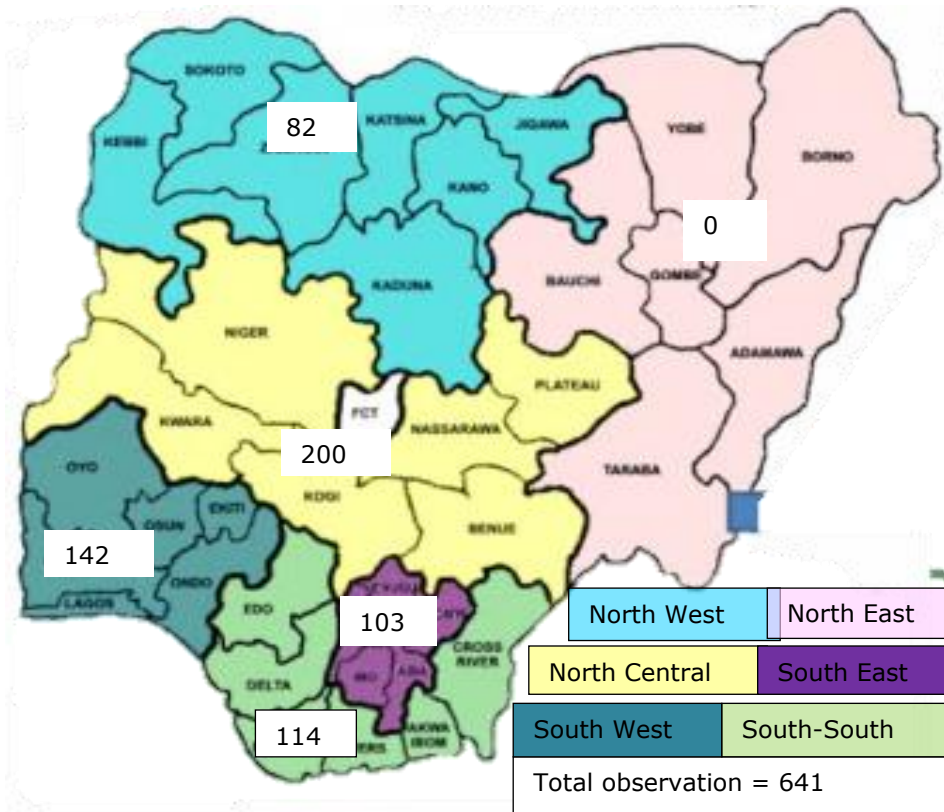 SOKOTO
KEBBI
82
KATSINA
JIGAWA
KANO
KADUNA
YOBE
BORNO
0
BAUCHI
GOMBE
ADAMAWA
TARABA
NIGER
FCT
PLATEAU
NASSARAWA
KWARA
200
KOGI
BENUE
OYO
OSUN
EKITI
142
ONDO
LAGOS
EDO
DELTA
103
IMO
ABIA
CROSS
RIVER
114
AKWA
IBOM
North West
North East
North Central
South East
South West
South-South
Total observation = 641